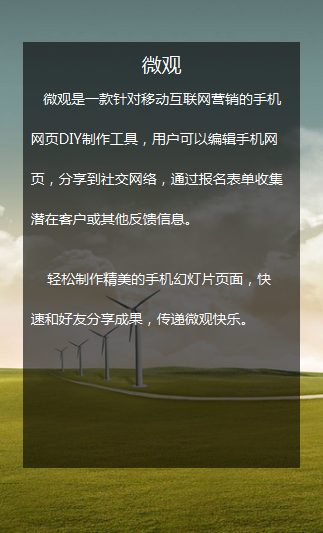 微观
微观是一款针对移动互联网营销的手机
网页DIY制作工具，用户可以编辑手机网
页，分享到社交网络，通过报名表单收集
潜在客户或其他反馈信息。
轻松制作精美的手机幻灯片页面，快
速和好友分享成果，传递微观快乐。